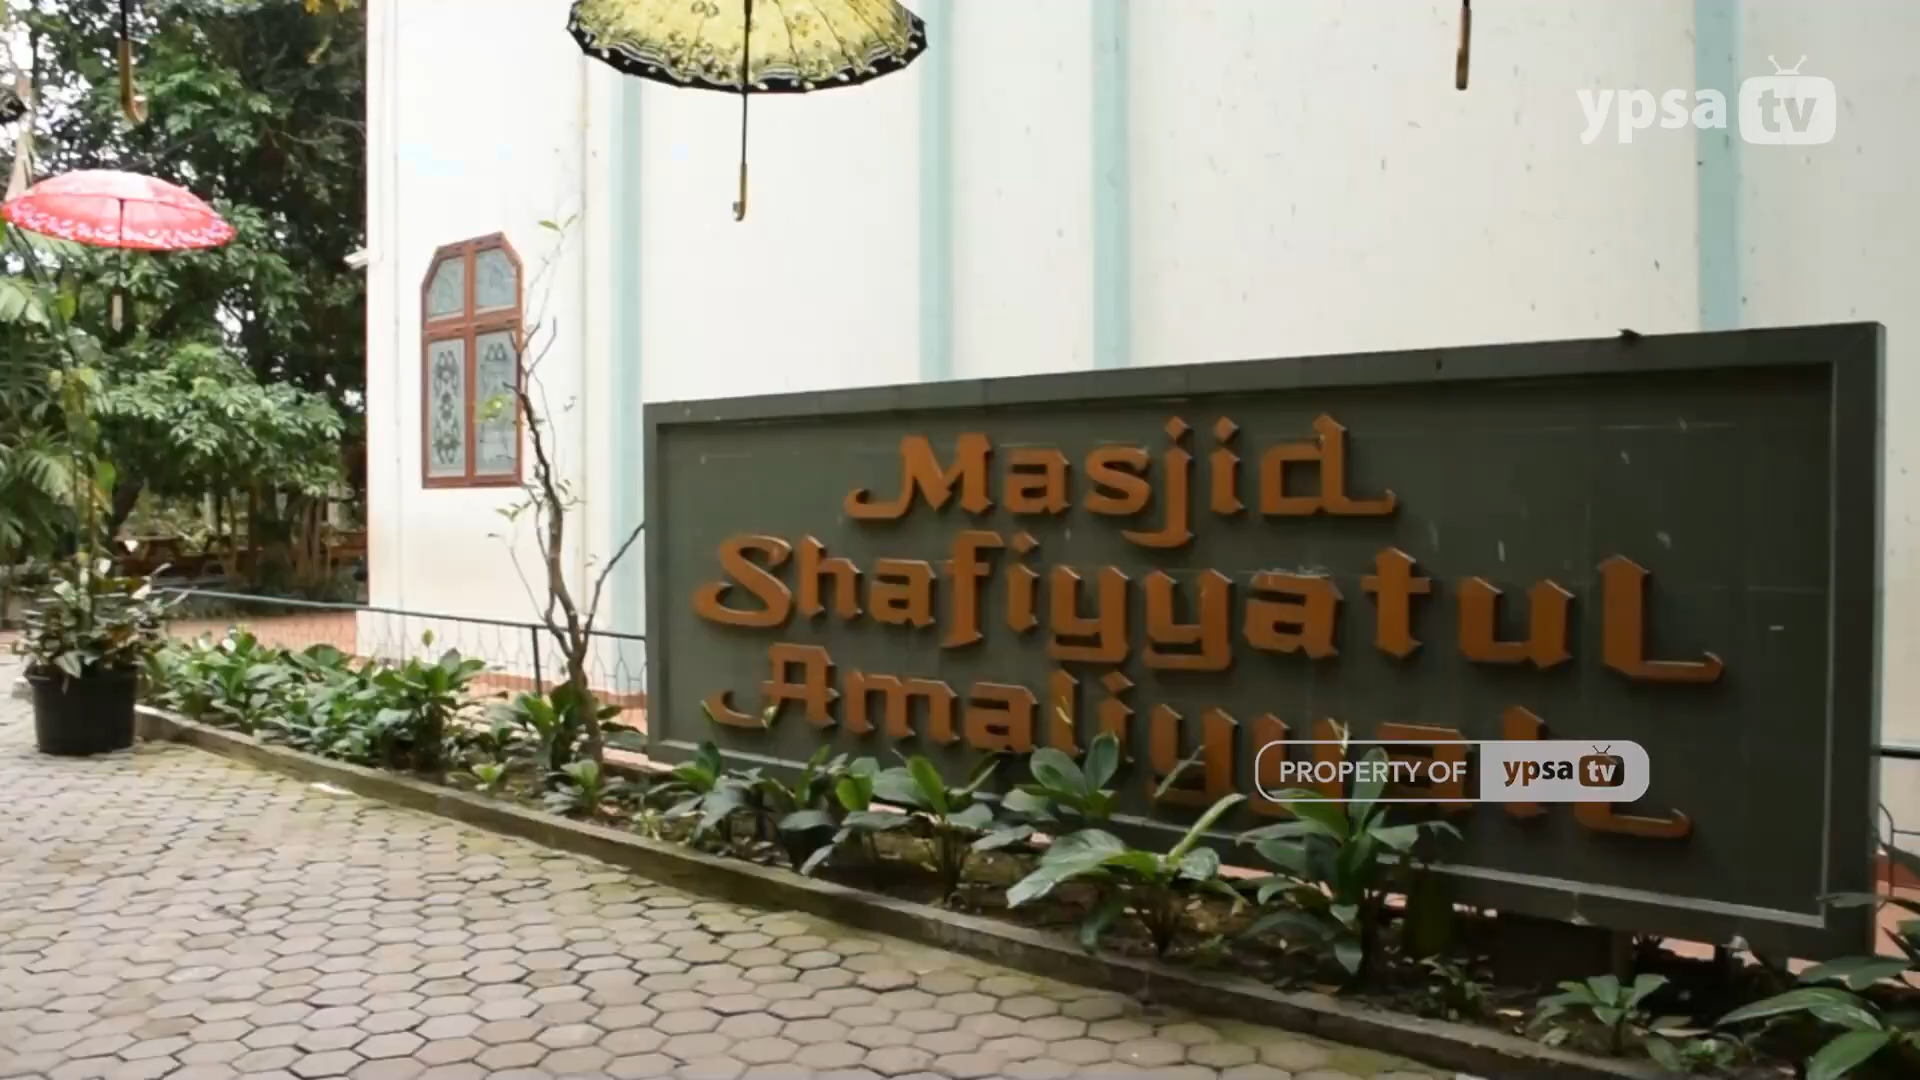 ypsa tv
Masjid
Shafiyyatul
Amaliyyah
PROPERTY OF ypsa tv